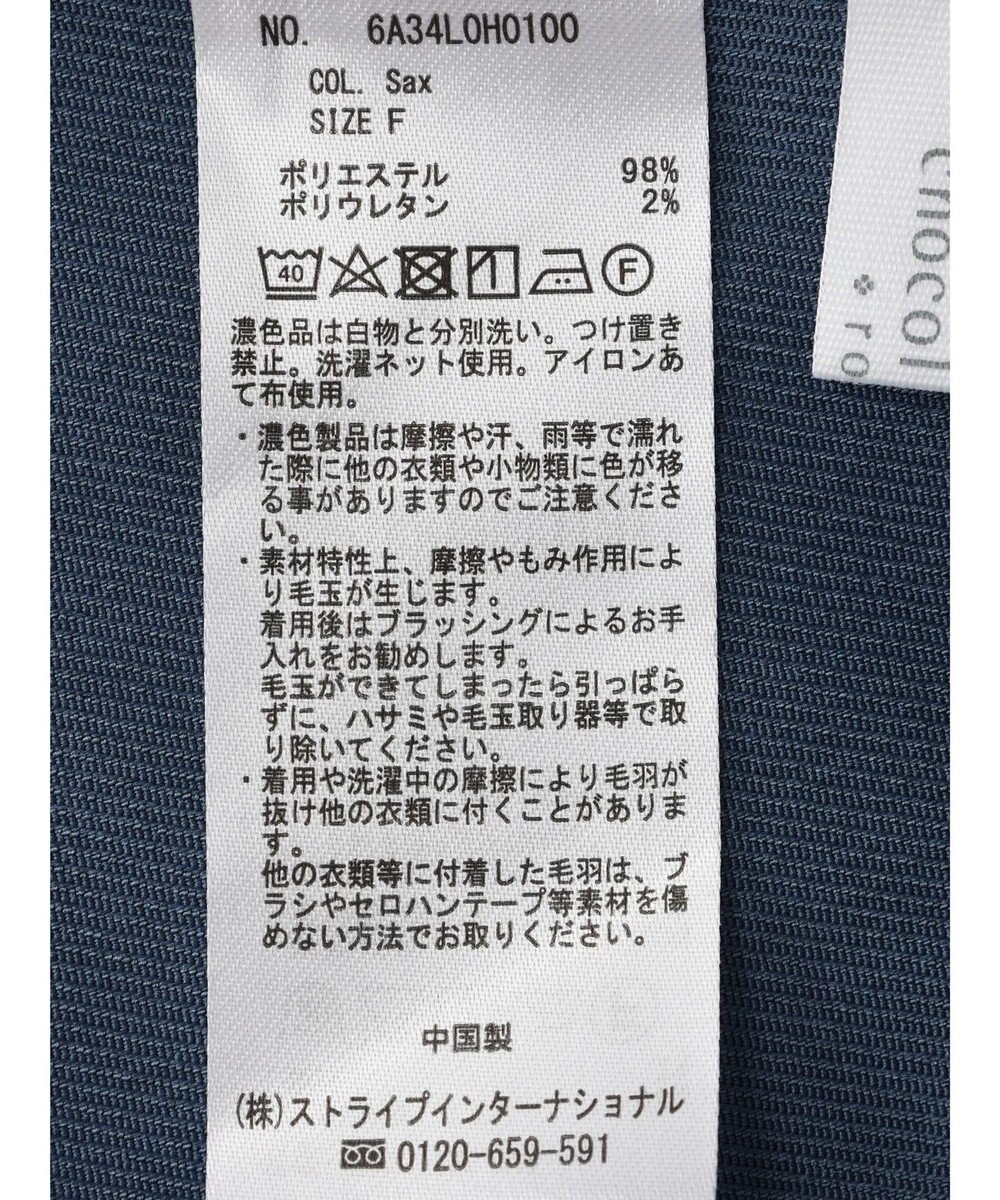 NO. 6A34L0H0100
COL. Sax
SIZE F
ポリエステル 98%
ポリウレタン 2%
40 F
濃色品は白物と分別洗い。つけ置き
禁止。洗濯ネット使用。アイロンあ
て布使用。
・濃色製品は摩擦や汗、雨等で濡れ
た際に他の衣類や小物類に色が移
る事がありますのでご注意くださ
い。
・素材特性上、摩擦やもみ作用によ
り毛玉が生じます。
着用後はブラッシングによるお手
入れをお勧めします。
毛玉ができてしまったら引っぱら
ずに、ハサミや毛玉取り器等で取
り除いてください。
・着用や洗濯中の摩擦により毛羽が
抜け他の衣類に付くことがありま
す。
他の衣類等に付着した毛羽は、ブ
ラシやセロハンテープ等素材を傷
めない方法でお取りください。
中国製
(株)ストライプインターナショナル
0120-659-591
ro